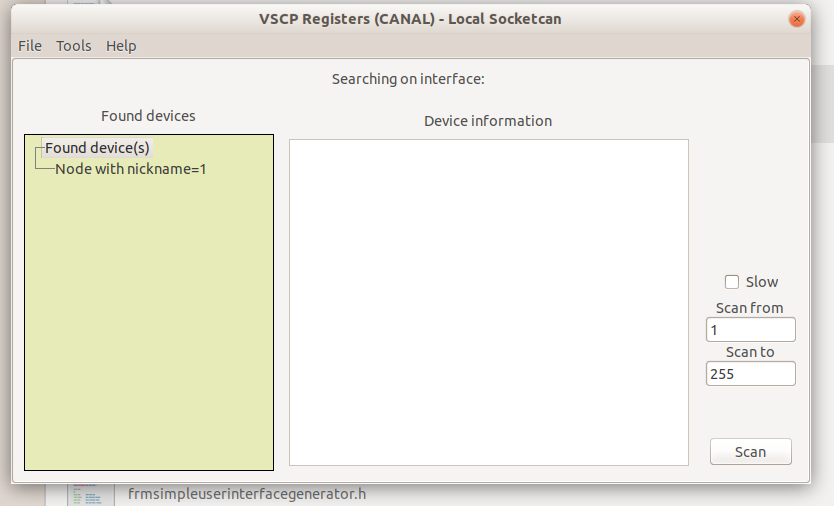 VSCP Registers (CANAL) - Local Socketcan
File Tools Help
Searching on interface:
Found devices
Device information
Found device(s)
Node with nickname=1
Slow
Scan from
1
Scan to
255
Scan
frmsimpleuserinterfacegenerator.h